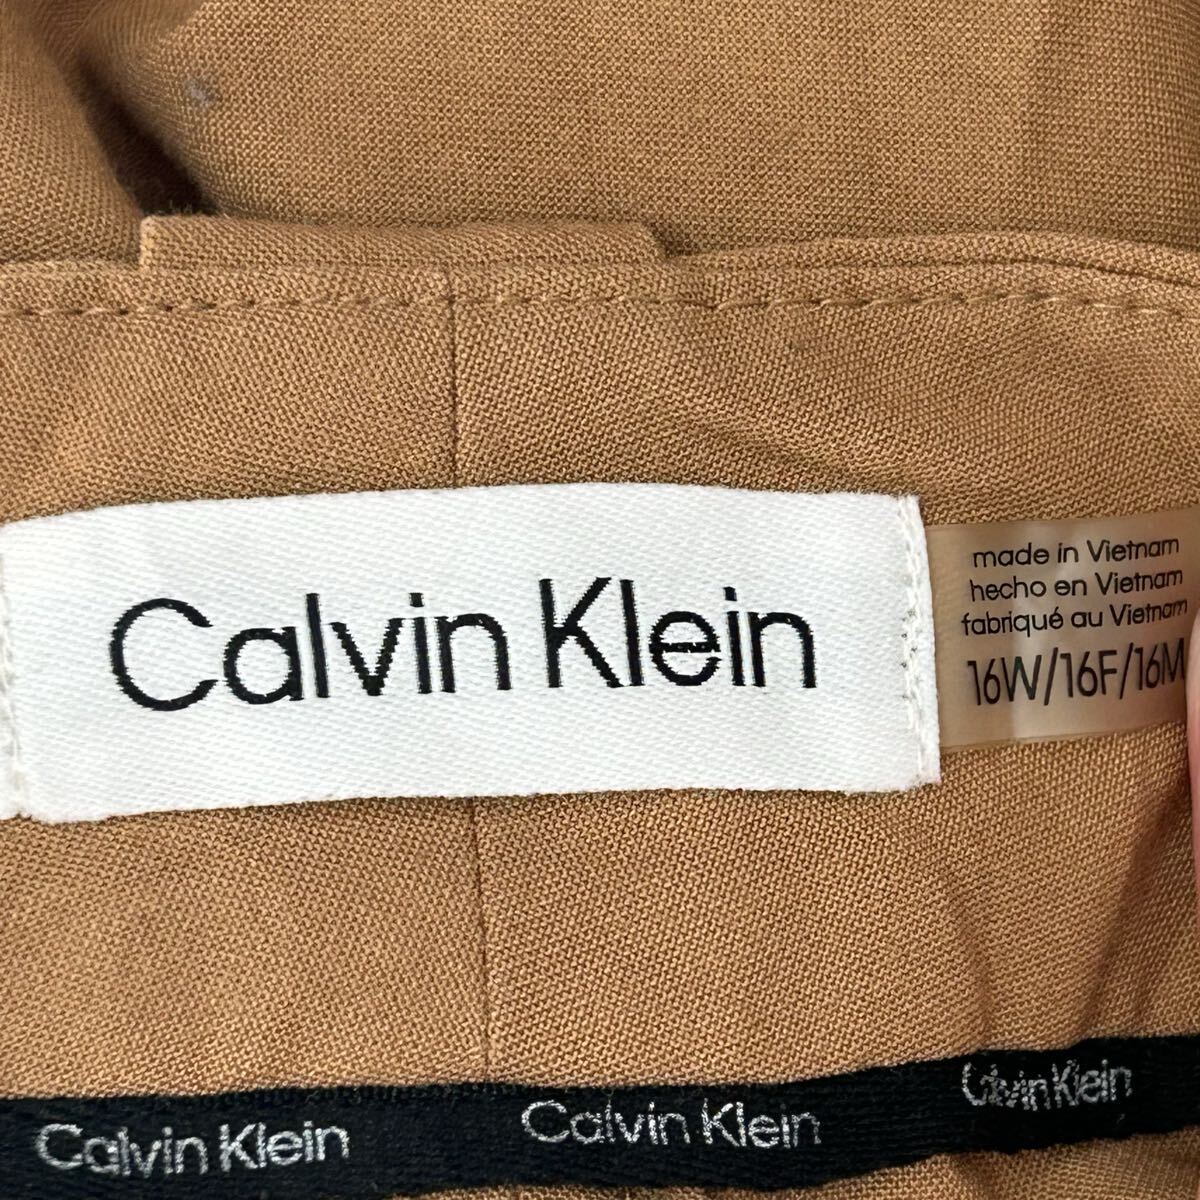 Calvin Klein
made in Vietnam
hecho en Vietnam
fabriqué au Vietnam
16W/16F/16M
Calvin Klein
Calvin Klein
Calvin Klein